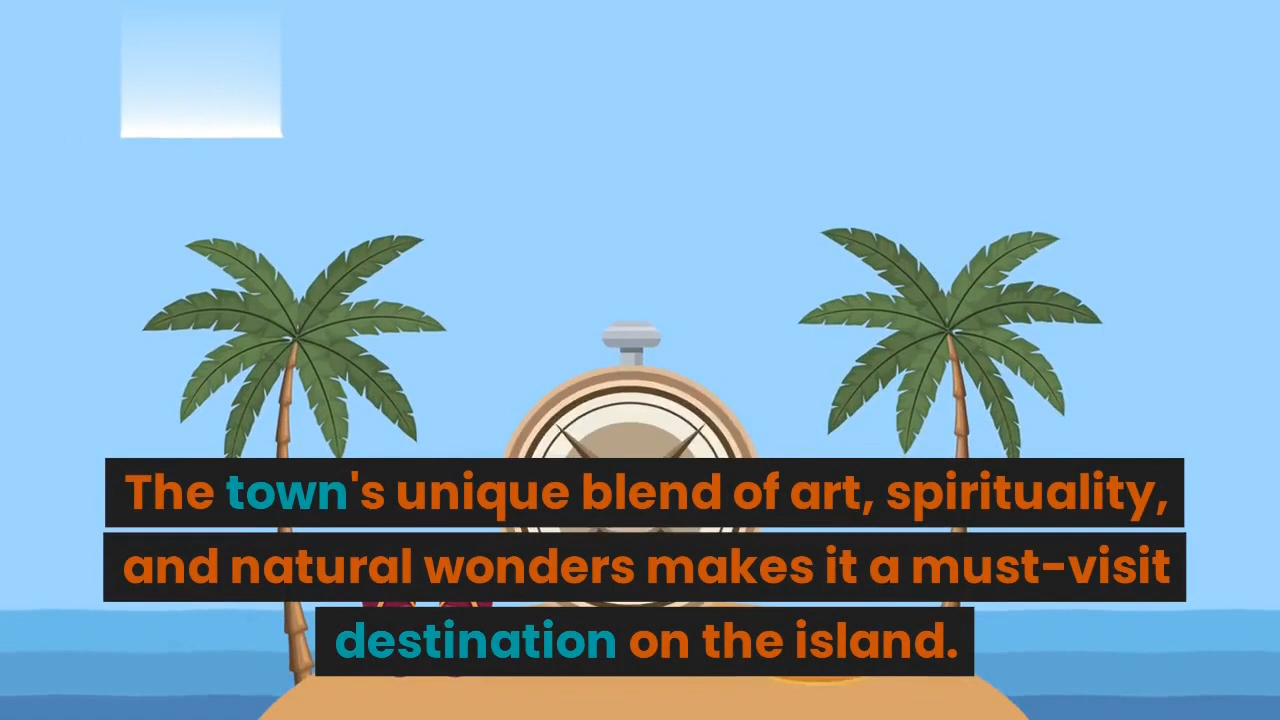 The town's unique blend of art, spirituality,
and natural wonders makes it a must-visit
destination on the island.